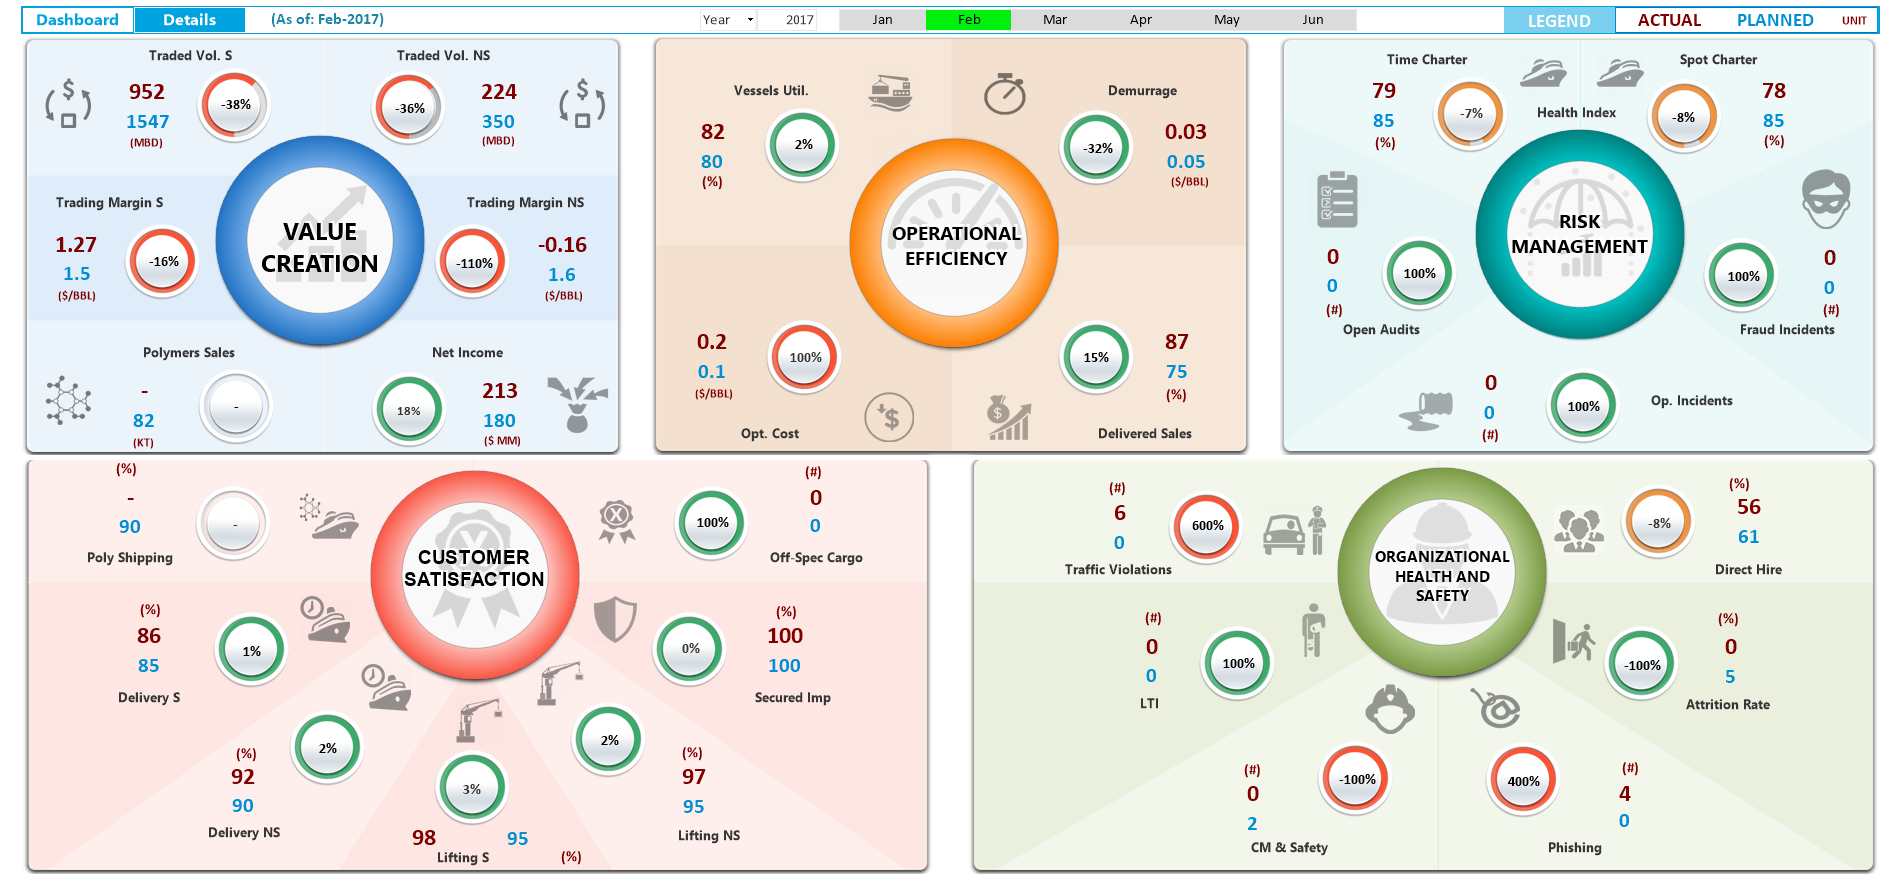 Dashboard
Details
(As of: Feb-2017)
Year
2017
Jan
Feb
Mar
Apr
May
Jun
LEGEND
ACTUAL
PLANNED
UNIT
Traded Vol. S
952
1547
(MBD)
-38%
Traded Vol. NS
-36%
224
350
(MBD)
$
$
VALUE
CREATION
Trading Margin S
1.27
1.5
($/BBL)
-16%
Trading Margin NS
-110%
-0.16
1.6
($/BBL)
Polymers Sales
-
82
(KT)
-
Net Income
18%
213
180
($ MM)
Vessels Util.
82
80
(%)
2%
Demurrage
-32%
0.03
0.05
($/BBL)
OPERATIONAL
EFFICIENCY
0.2
0.1
($/BBL)
100%
Opt. Cost
$
15%
87
75
(%)
$
Delivered Sales
Time Charter
79
85
(%)
-7%
Health Index
Spot Charter
-8%
78
85
(%)
RISK
MANAGEMENT
0
0
(#)
100%
Open Audits
100%
0
0
(#)
Fraud Incidents
0
0
(#)
100%
Op. Incidents
(%)
-
90
-
Poly Shipping
CUSTOMER
SATISFACTION
X
100%
(#)
0
0
Off-Spec Cargo
(%)
86
85
1%
Delivery S
0%
(%)
100
100
Secured Imp
(%)
92
90
2%
Delivery NS
3%
98
95
(%)
Lifting S
2%
(%)
97
95
Lifting NS
(#)
6
0
600%
Traffic Violations
ORGANIZATIONAL
HEALTH AND
SAFETY
-8%
(%)
56
61
Direct Hire
(#)
0
0
100%
LTI
-100%
(%)
0
5
Attrition Rate
(#)
0
2
-100%
CM & Safety
@
400%
(#)
4
0
Phishing